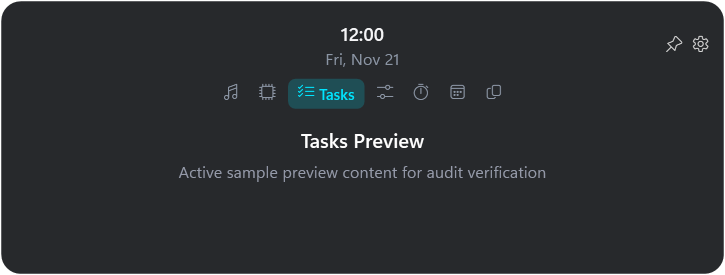 12:00
Fri, Nov 21
Tasks
Tasks Preview
Active sample preview content for audit verification